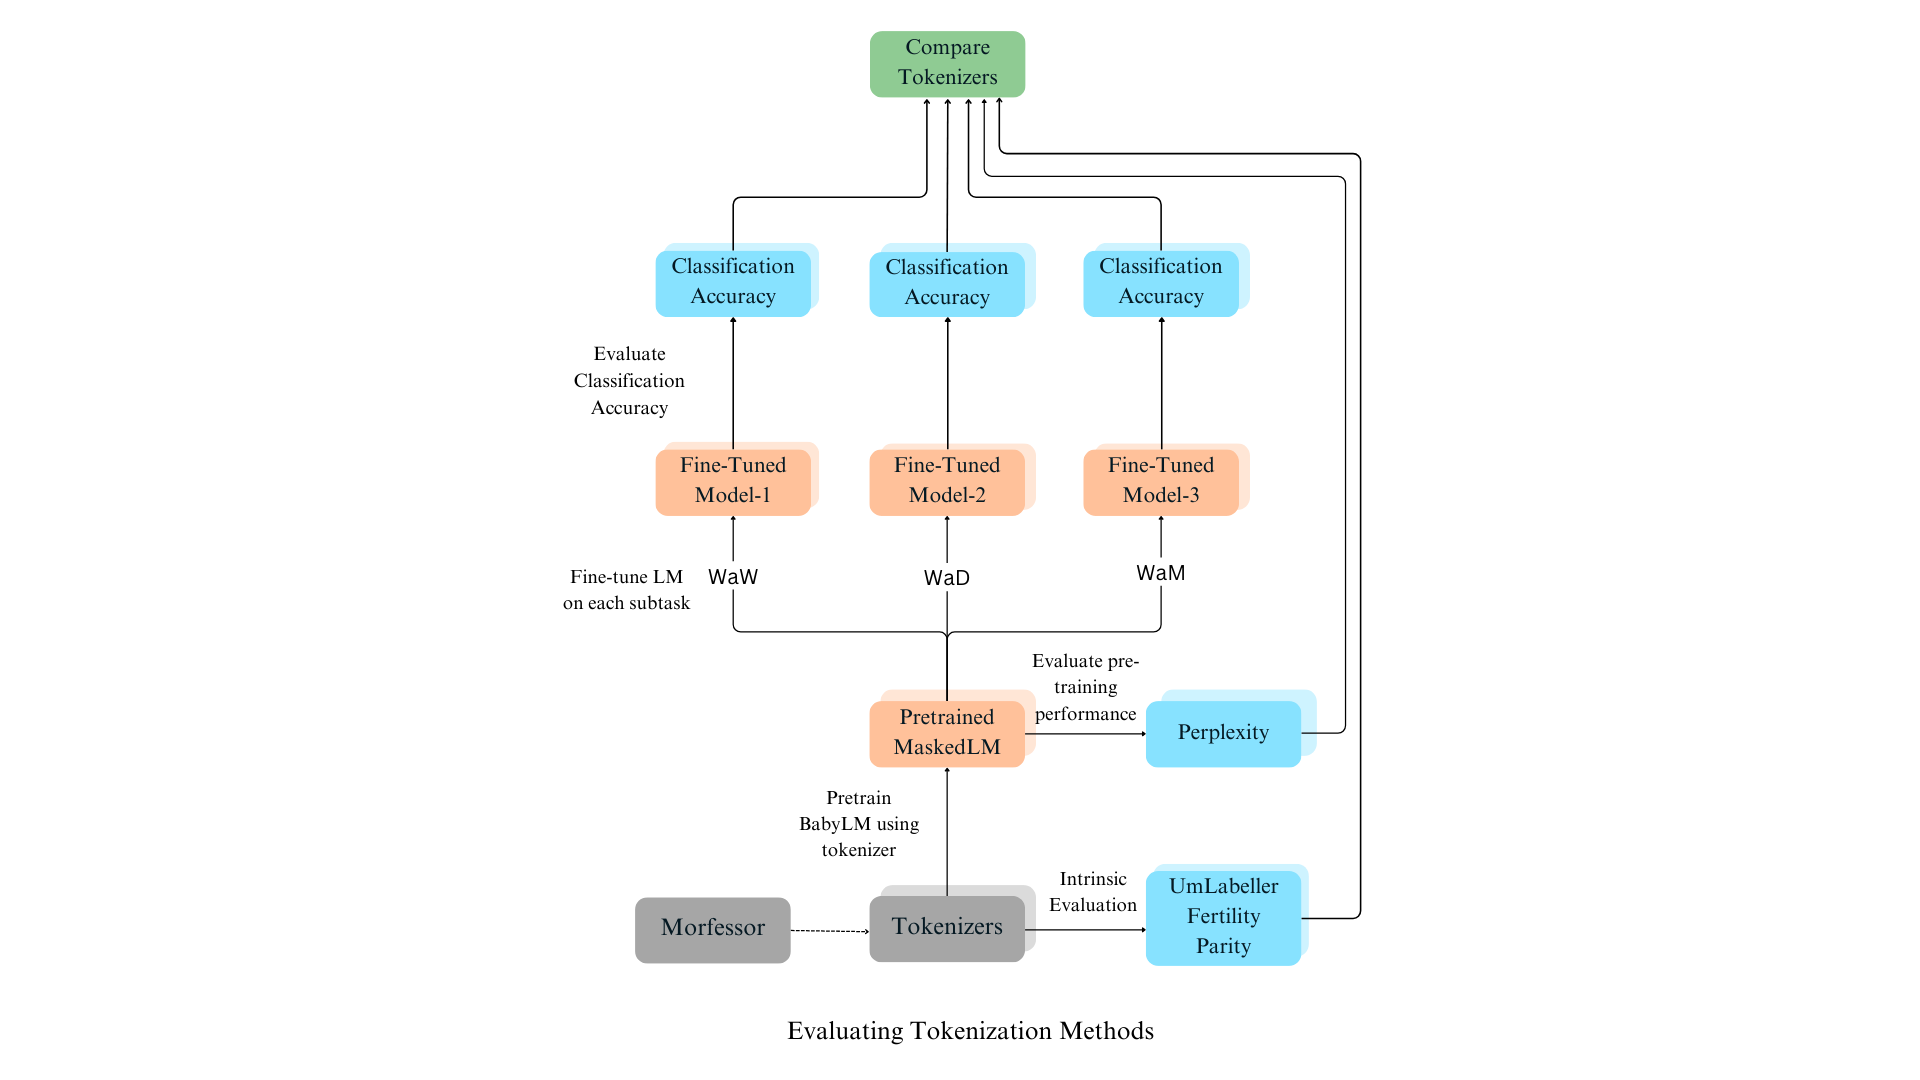 Compare
Tokenizers
Classification
Accuracy
Classification
Accuracy
Classification
Accuracy
Evaluate
Classification
Accuracy
Fine-Tuned
Model-1
Fine-Tuned
Model-2
Fine-Tuned
Model-3
Fine-tune LM
on each subtask
WaW
WaD
WaM
Evaluate pre-
training
performance
Pretrained
MaskedLM
Perplexity
Pretrain
BabyLM using
tokenizer
Intrinsic
Evaluation
Morfessor
Tokenizers
UmLabeller
Fertility
Parity
Evaluating Tokenization Methods